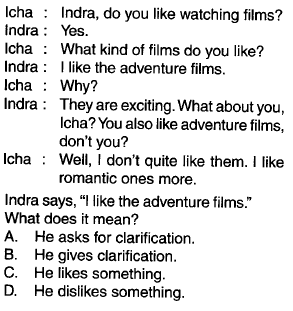 Icha : Indra, do you like watching films?
Indra : Yes.
Icha : What kind of films do you like?
Indra : I like the adventure films.
Icha : Why?
Indra : They are exciting. What about you,
Icha? You also like adventure films,
don't you?
Icha : Well, I don't quite like them. I like
romantic ones more.
Indra says, "I like the adventure films."
What does it mean?
A. He asks for clarification.
B. He gives clarification.
C. He likes something.
D. He dislikes something.